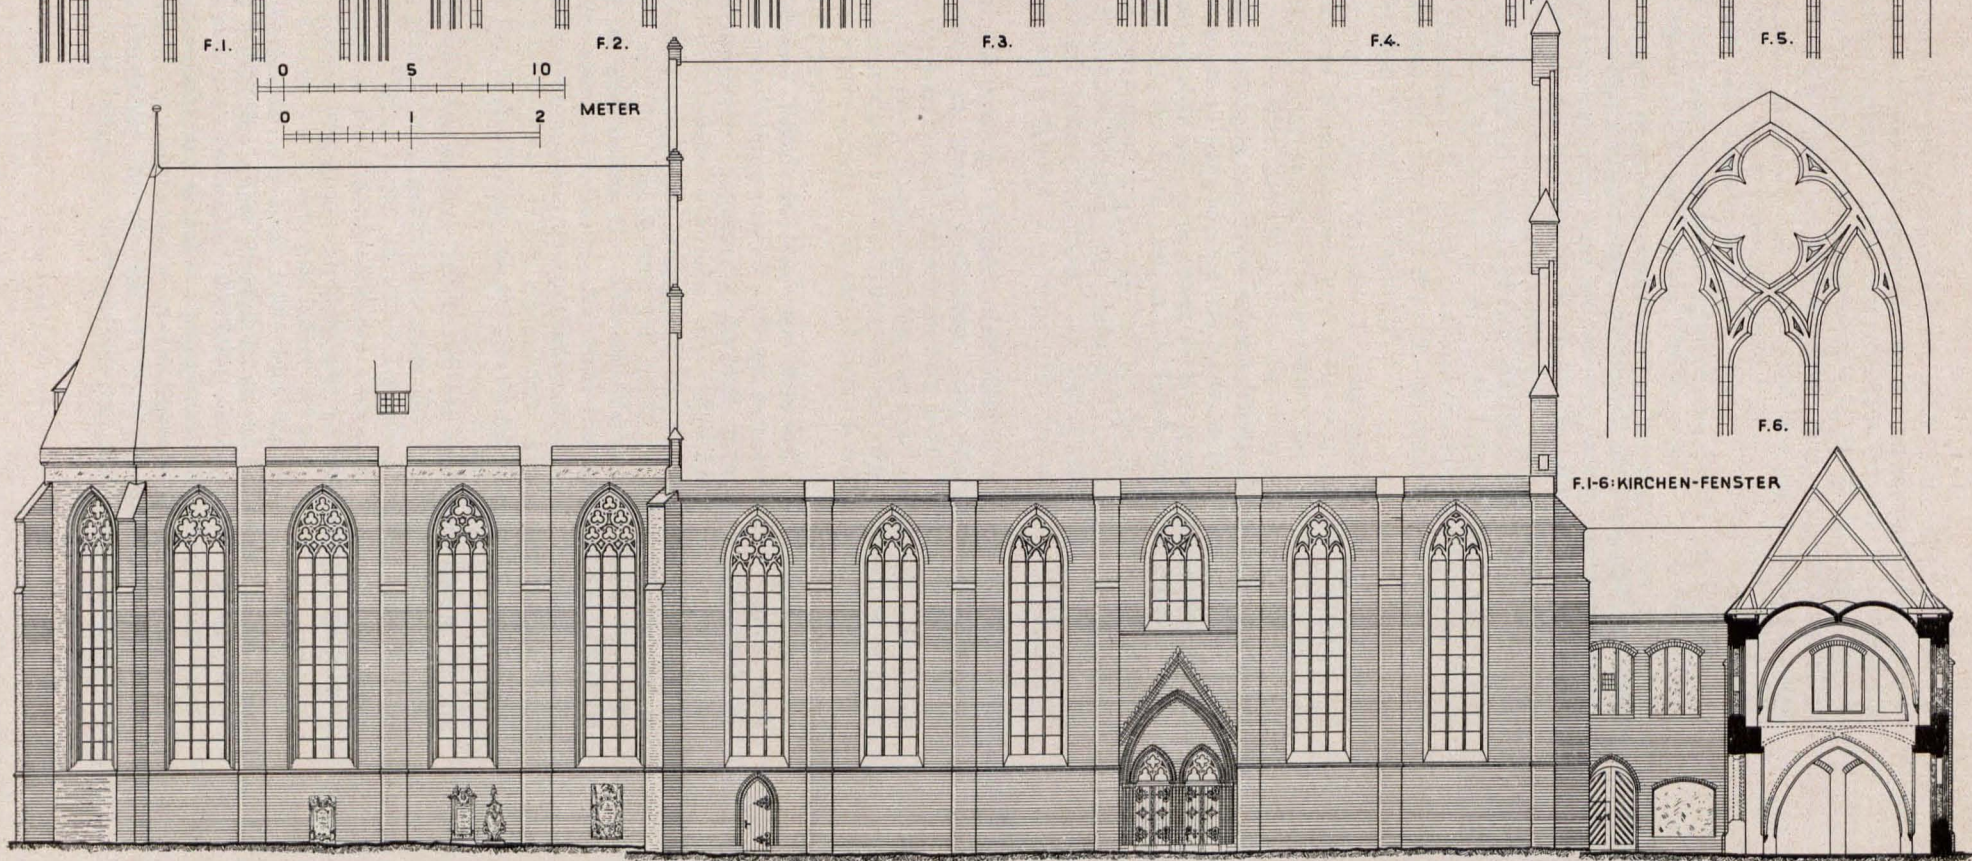 F.1. F.2. F.3. F.4. F.5.
0 5 10
METER
0 1 2
F.6.
F.1-6: KIRCHEN-FENSTER